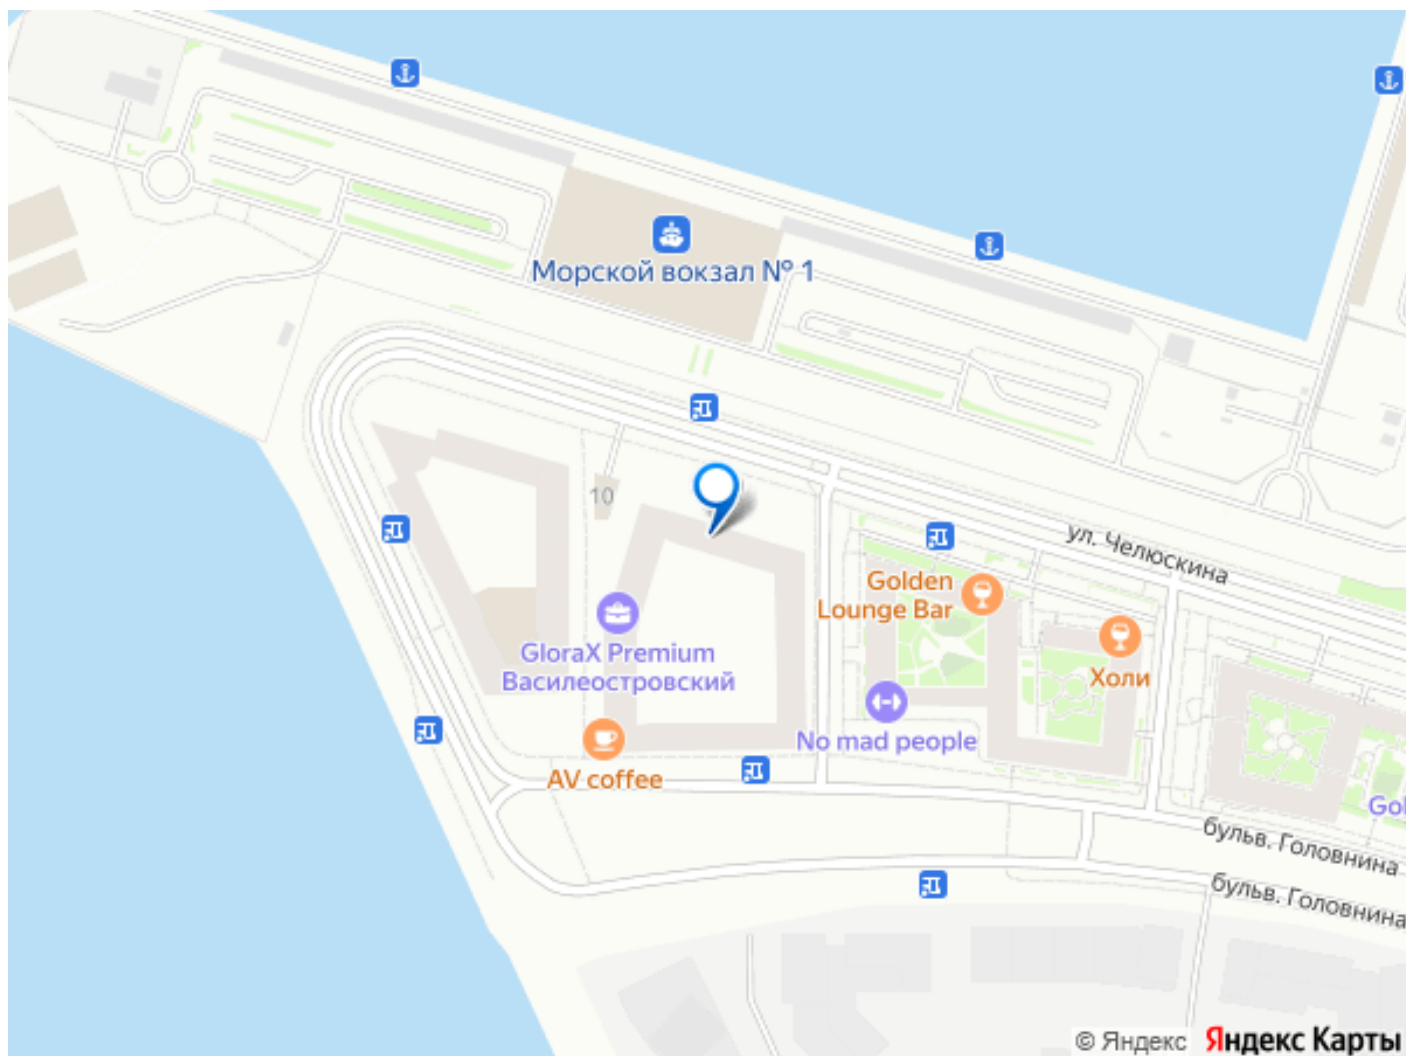 Морской вокзал № 1
10
ул. Челюскина
Golden
Lounge Bar
GloraX Premium
Василеостровский
Холи
No mad people
AV coffee
Gol
бульв. Головнина
бульв. Головнина
© Яндекс Яндекс Карты